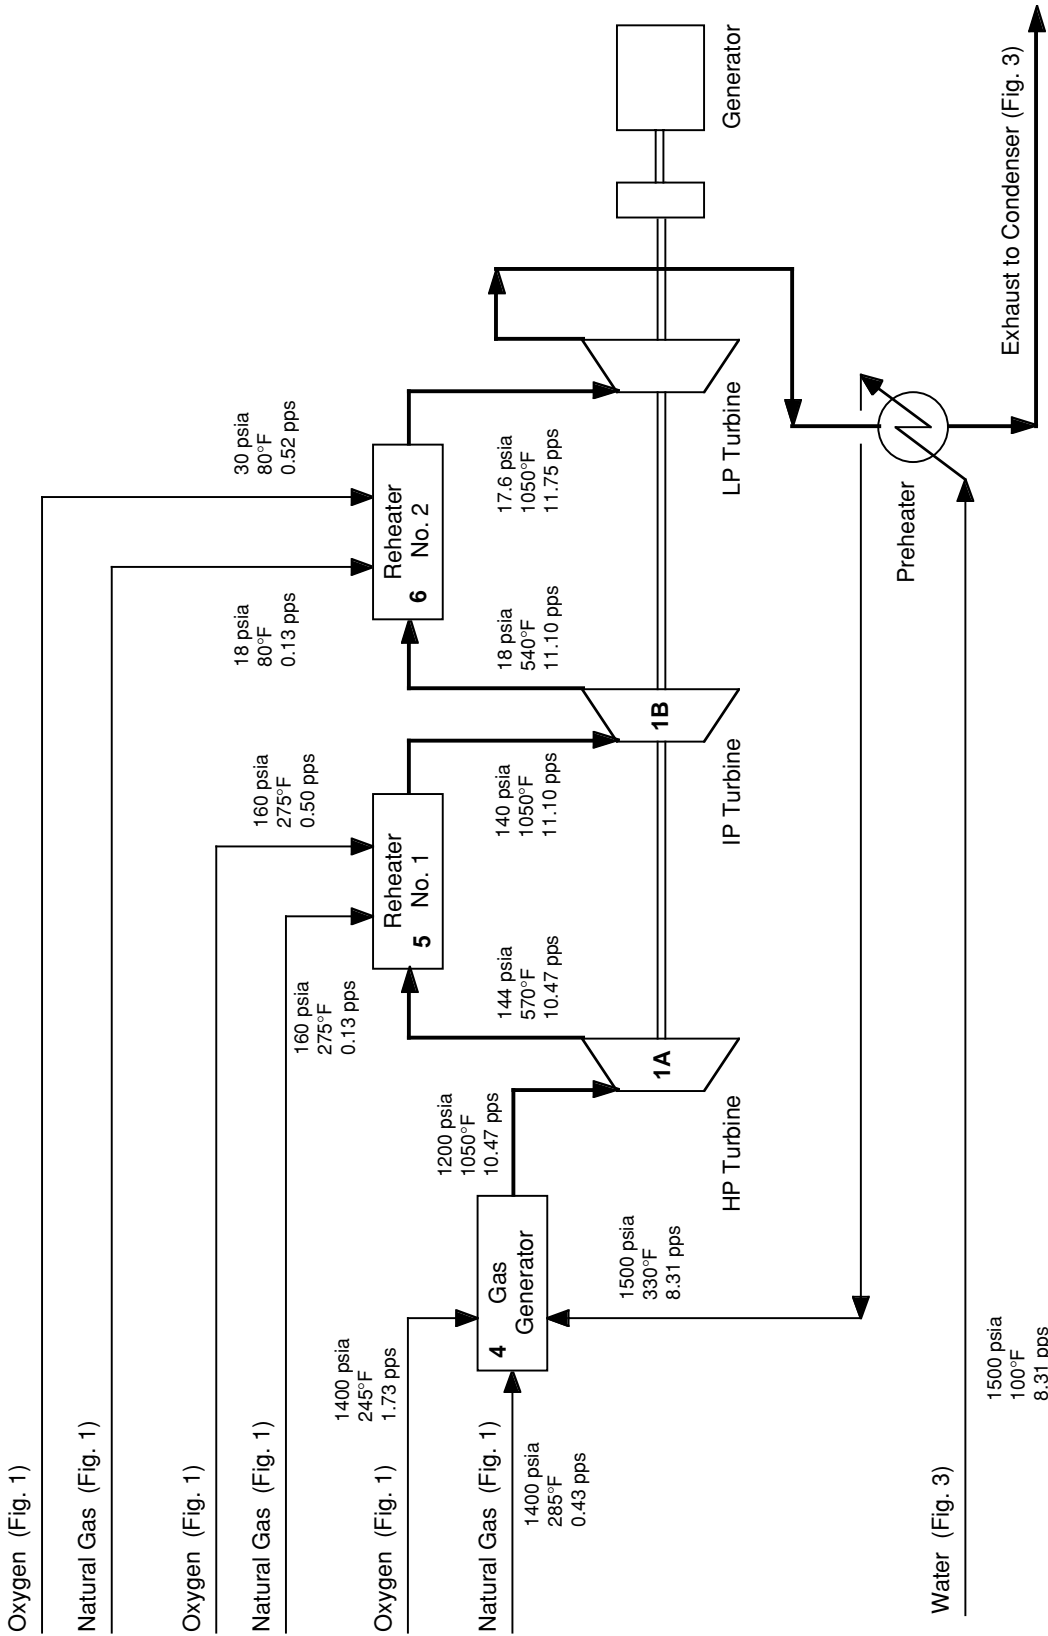 Oxygen (Fig. 1)
Natural Gas (Fig. 1)
Oxygen (Fig. 1)
Natural Gas (Fig. 1)
Oxygen (Fig. 1)
Natural Gas (Fig. 1)
Water (Fig. 3)
1400 psia
245°F
1.73 pps
1400 psia
285°F
0.43 pps
1500 psia
100°F
8.31 pps
4
Gas
Generator
1500 psia
330°F
8.31 pps
1200 psia
1050°F
10.47 pps
1A
HP Turbine
160 psia
275°F
0.13 pps
144 psia
570°F
10.47 pps
160 psia
275°F
0.50 pps
Reheater
No. 1
5
140 psia
1050°F
11.10 pps
1B
IP Turbine
18 psia
80°F
0.13 pps
18 psia
540°F
11.10 pps
30 psia
80°F
0.52 pps
Reheater
No. 2
6
17.6 psia
1050°F
11.75 pps
LP Turbine
Preheater
Generator
Exhaust to Condenser (Fig. 3)